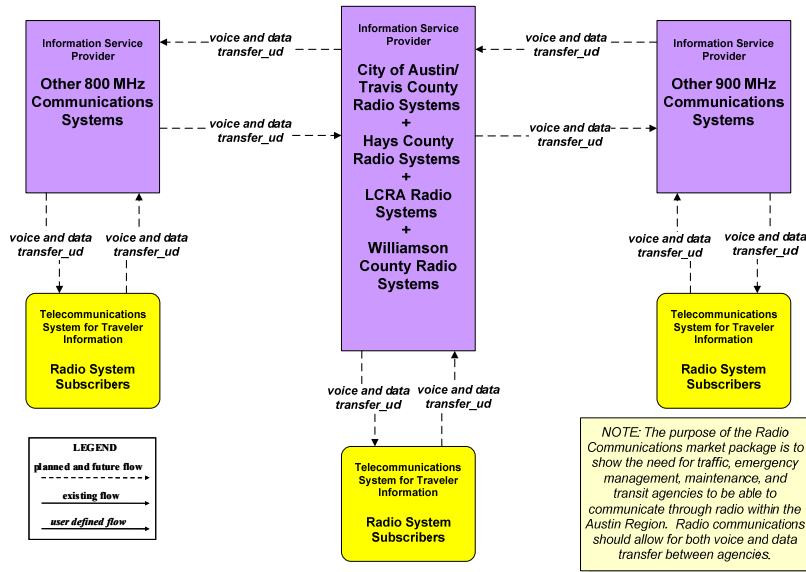 Information Service
Provider
Other 800 MHz
Communications
Systems
voice and data
transfer_ud
voice and data
transfer_ud
Information Service
Provider
City of Austin/
Travis County
Radio Systems
+
Hays County
Radio Systems
+
LCRA Radio
Systems
+
Williamson
County Radio
Systems
voice and data
transfer_ud
voice and data
transfer_ud
Information Service
Provider
Other 900 MHz
Communications
Systems
voice and data
transfer_ud
voice and data
transfer_ud
voice and data
transfer_ud
voice and data
transfer_ud
Telecommunications
System for Traveler
Information
Radio System
Subscribers
Telecommunications
System for Traveler
Information
Radio System
Subscribers
voice and data
transfer_ud
voice and data
transfer_ud
Telecommunications
System for Traveler
Information
Radio System
Subscribers
LEGEND
planned and future flow
existing flow
user defined flow
NOTE: The purpose of the Radio
Communications market package is to
show the need for traffic, emergency
management, maintenance, and
transit agencies to be able to
communicate through radio within the
Austin Region.  Radio communications
should allow for both voice and data
transfer between agencies.